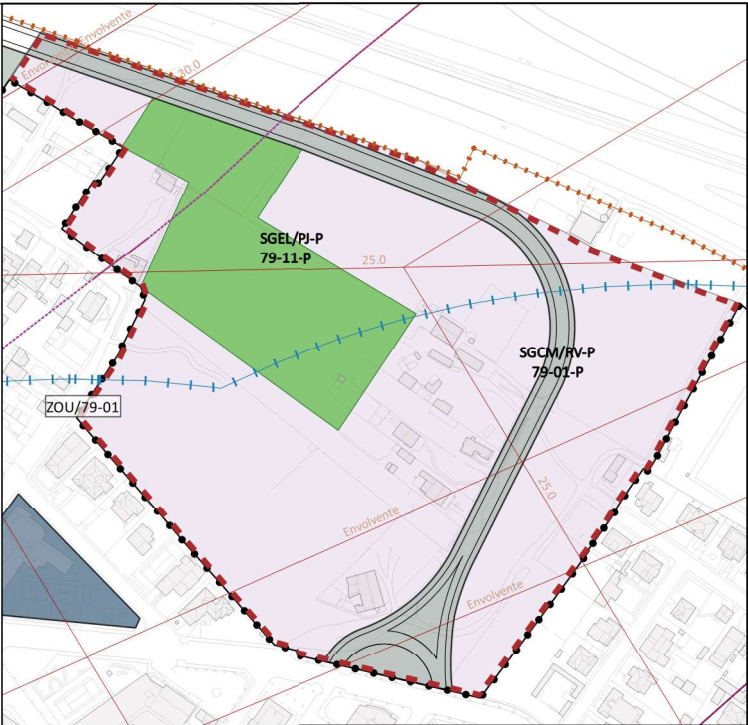 Envolvente Envolvente
30.0
SGEL/PJ-P
79-11-P
25.0
SGCM/RV-P
79-01-P
ZOU/79-01
25.0
Envolvente
Envolvente